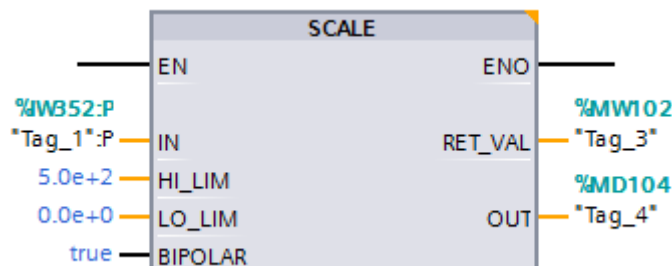 SCALE
EN ENO
%IW352:P %MW102
"Tag_1":P IN RET_VAL "Tag_3"
5.0e+2 HI_LIM %MD104
0.0e+0 LO_LIM OUT "Tag_4"
true BIPOLAR